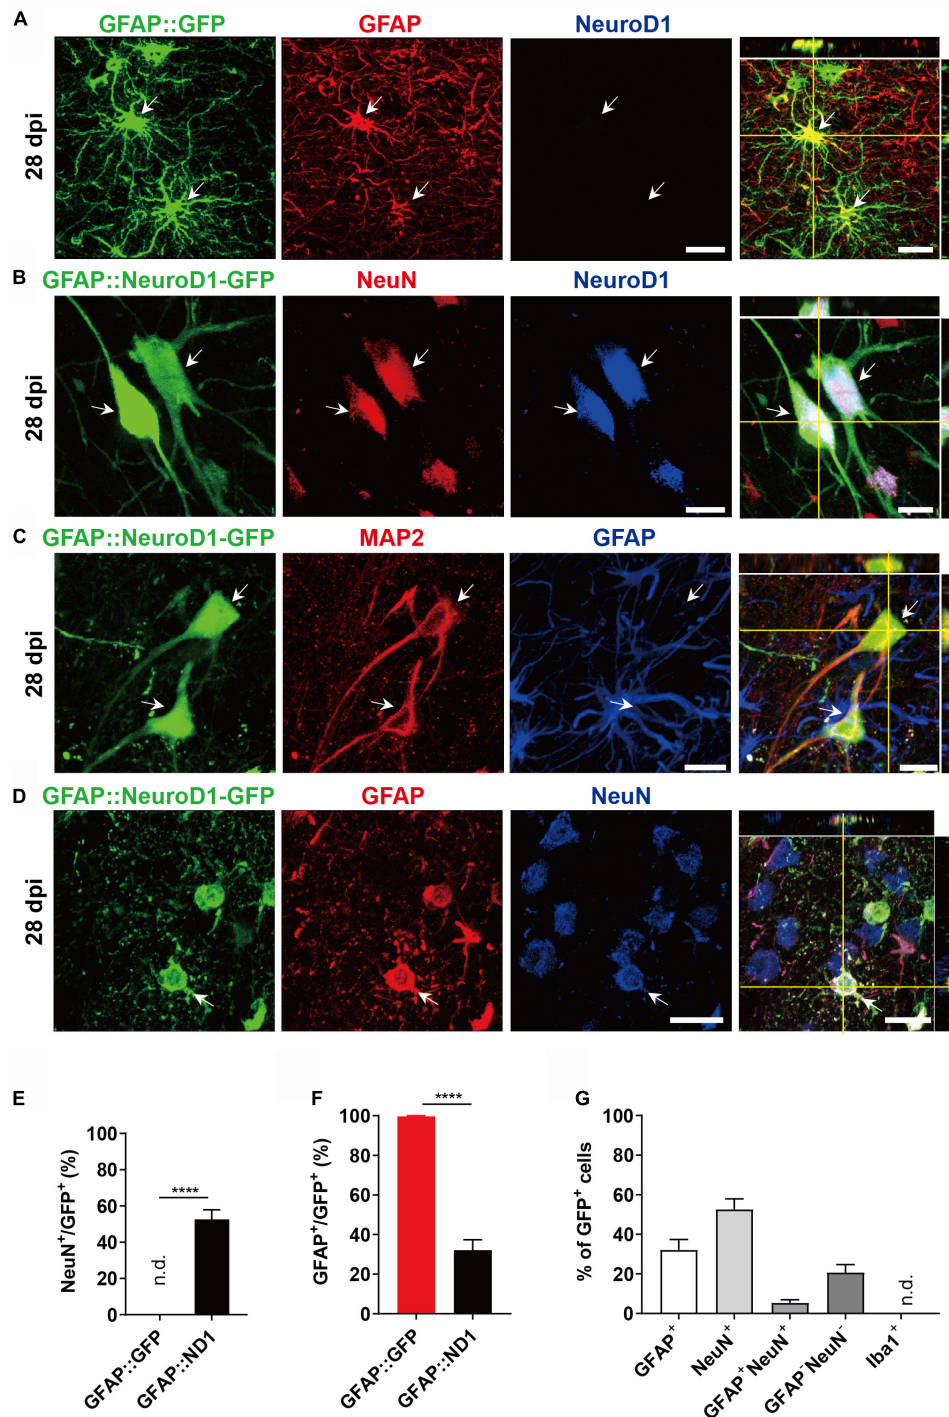 A
GFAP::GFP GFAP NeuroD1
28 dpi
B
GFAP::NeuroD1-GFP NeuN NeuroD1
28 dpi
C
GFAP::NeuroD1-GFP MAP2 GFAP
28 dpi
D
GFAP::NeuroD1-GFP GFAP NeuN
28 dpi
E
NeuN⁺/GFP⁺ (%)
100
80
60
40
20
0
****
n.d.
GFAP::GFP
GFAP::ND1
F
GFAP⁺/GFP⁺ (%)
100
80
60
40
20
0
****
GFAP::GFP
GFAP::ND1
G
% of GFP⁺ cells
100
80
60
40
20
0
n.d.
GFAP⁺
NeuN⁺
GFAP⁺NeuN⁺
GFAP⁻NeuN⁻
Iba1⁺